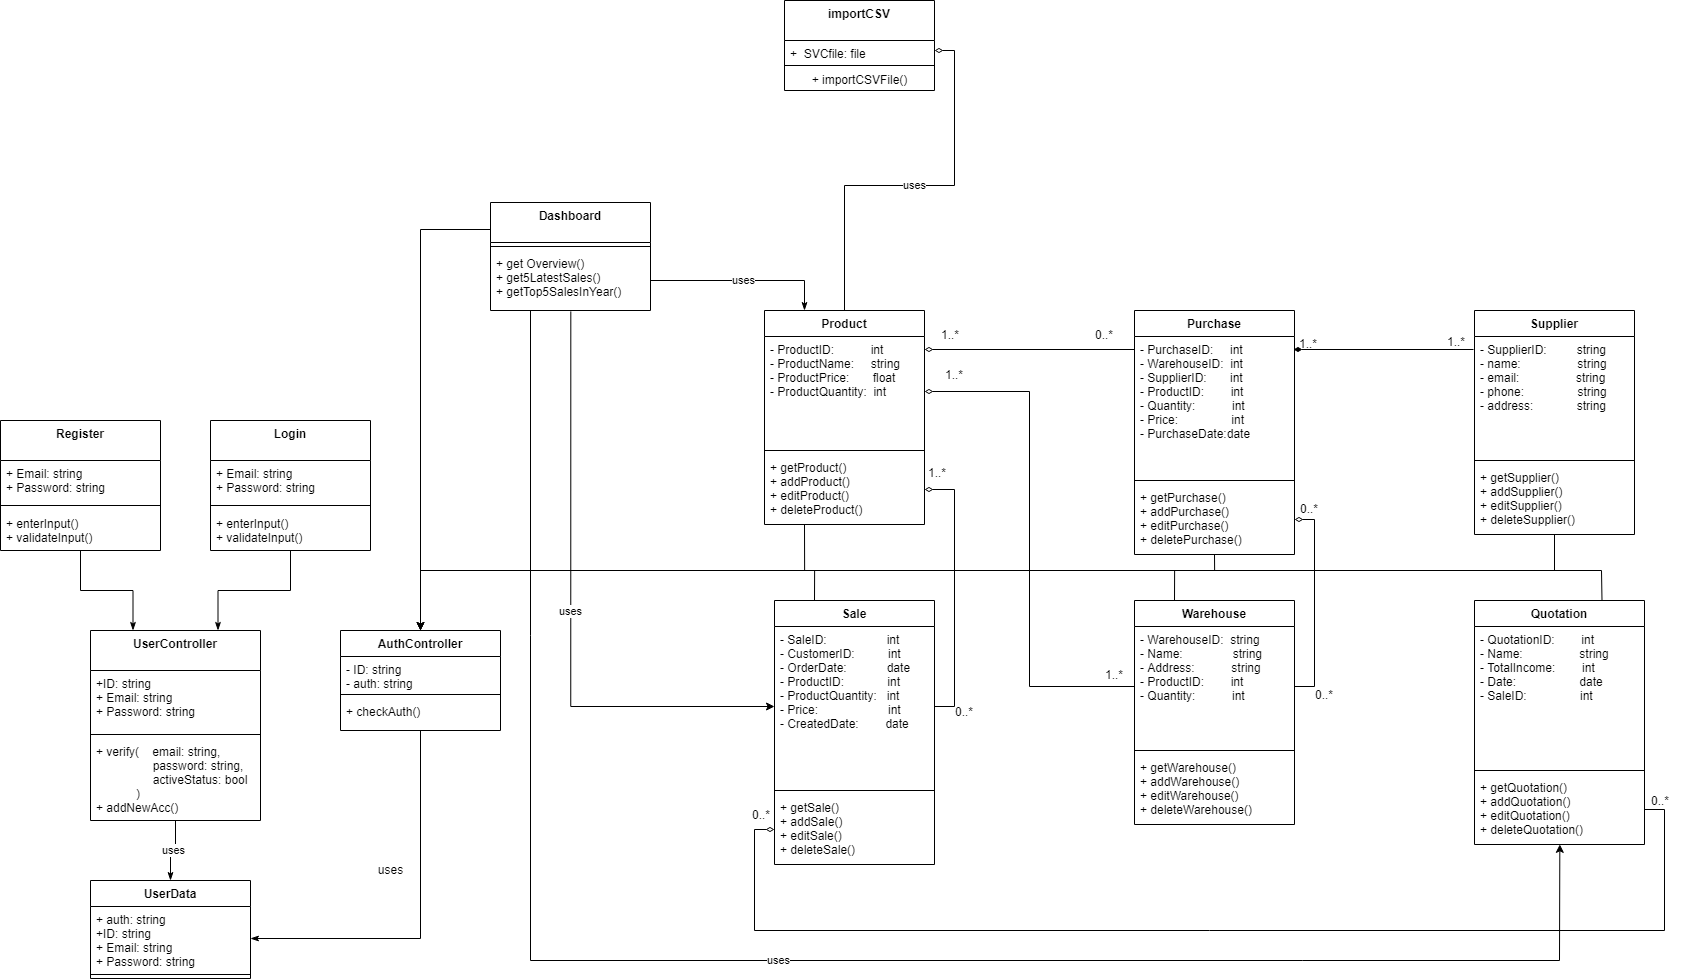 importCSV
+  SVCfile: file
+ importCSVFile()
uses
Dashboard
+ get Overview()
+ get5LatestSales()
+ getTop5SalesInYear()
uses
Product
- ProductID: int
- ProductName: string
- ProductPrice: float
- ProductQuantity: int
+ getProduct()
+ addProduct()
+ editProduct()
+ deleteProduct()
1..*
0..*
1..*
1..*
Purchase
- PurchaseID: int
- WarehouseID: int
- SupplierID: int
- ProductID: int
- Quantity: int
- Price: int
- PurchaseDate:date
+ getPurchase()
+ addPurchase()
+ editPurchase()
+ deletePurchase()
1..*
1..*
0..*
Supplier
- SupplierID: string
- name: string
- email: string
- phone: string
- address: string
+ getSupplier()
+ addSupplier()
+ editSupplier()
+ deleteSupplier()
Register
+ Email: string
+ Password: string
+ enterInput()
+ validateInput()
Login
+ Email: string
+ Password: string
+ enterInput()
+ validateInput()
uses
UserController
+ID: string
+ Email: string
+ Password: string
+ verify( email: string,
password: string,
activeStatus: bool
)
+ addNewAcc()
AuthController
- ID: string
- auth: string
+ checkAuth()
Sale
- SaleID: int
- CustomerID: int
- OrderDate: date
- ProductID: int
- ProductQuantity: int
- Price: int
- CreatedDate: date
+ getSale()
+ addSale()
+ editSale()
+ deleteSale()
0..*
0..*
1..*
Warehouse
- WarehouseID: string
- Name: string
- Address: string
- ProductID: int
- Quantity: int
+ getWarehouse()
+ addWarehouse()
+ editWarehouse()
+ deleteWarehouse()
0..*
Quotation
- QuotationID: int
- Name: string
- TotalIncome: int
- Date: date
- SaleID: int
+ getQuotation()
+ addQuotation()
+ editQuotation()
+ deleteQuotation()
0..*
uses
uses
UserData
+ auth: string
+ID: string
+ Email: string
+ Password: string
uses